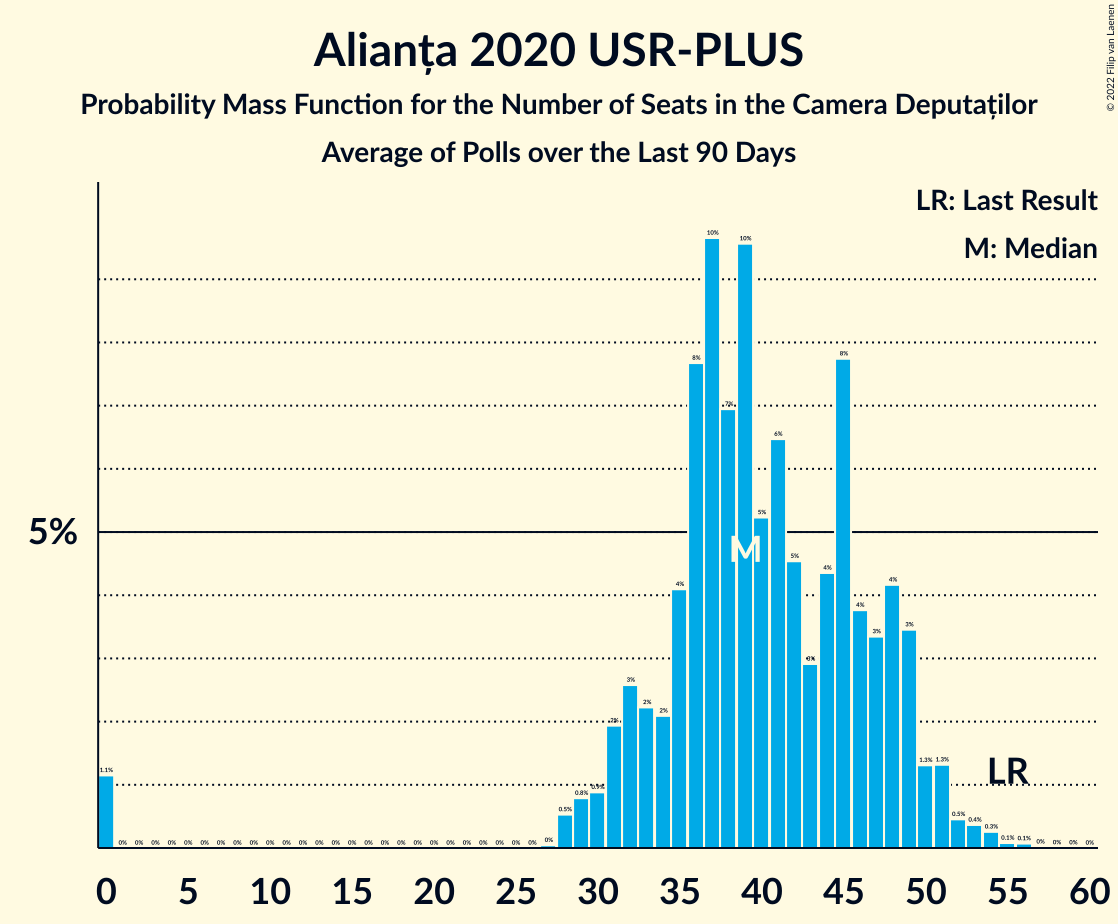 Alianța 2020 USR-PLUS
Probability Mass Function for the Number of Seats in the Camera Deputaților
Average of Polls over the Last 90 Days
© 2022 Filip van Laenen
LR: Last Result
M: Median
5%
1.1% 0% 0% 0% 0% 0% 0% 0% 0% 0% 0% 0% 0% 0% 0% 0% 0% 0% 0% 0% 0% 0% 0% 0% 0% 0% 0% 0% 0.5% 0.8% 0.9% 2% 3% 2% 2% 4% 8% 10% 7% 10% 5% 6% 5% 3% 4% 8% 4% 3% 4% 3% 1.3% 1.3% 0.5% 0.4% 0.3% 0.1% 0.1% 0% 0% 0% 0%
M
LR
0 5 10 15 20 25 30 35 40 45 50 55 60